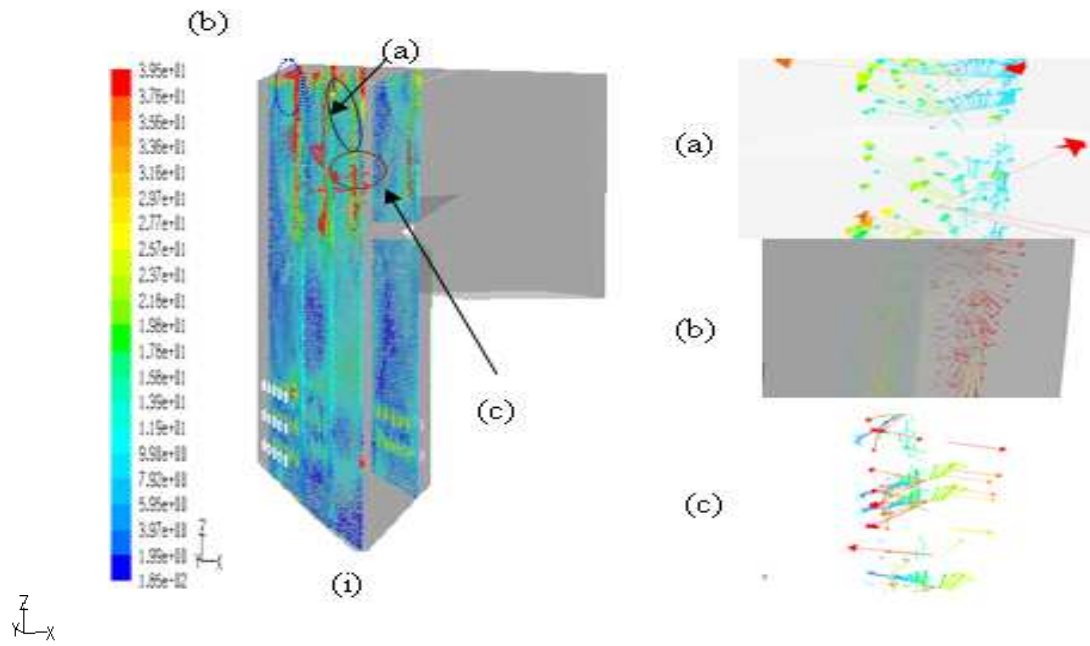 (b)
(a)
3.95e+01
3.76e+01
3.56e+01
3.36e+01
3.16e+01
2.97e+01
2.77e+01
2.57e+01
2.37e+01
2.18e+01
1.98e+01
1.78e+01
1.58e+01
1.39e+01
1.19e+01
9.90e+00
7.92e+00
5.95e+00
3.97e+00
1.99e+00
1.86e-02
Z
Y
X
(c)
(i)
(a)
(b)
(c)
Z
Y
X